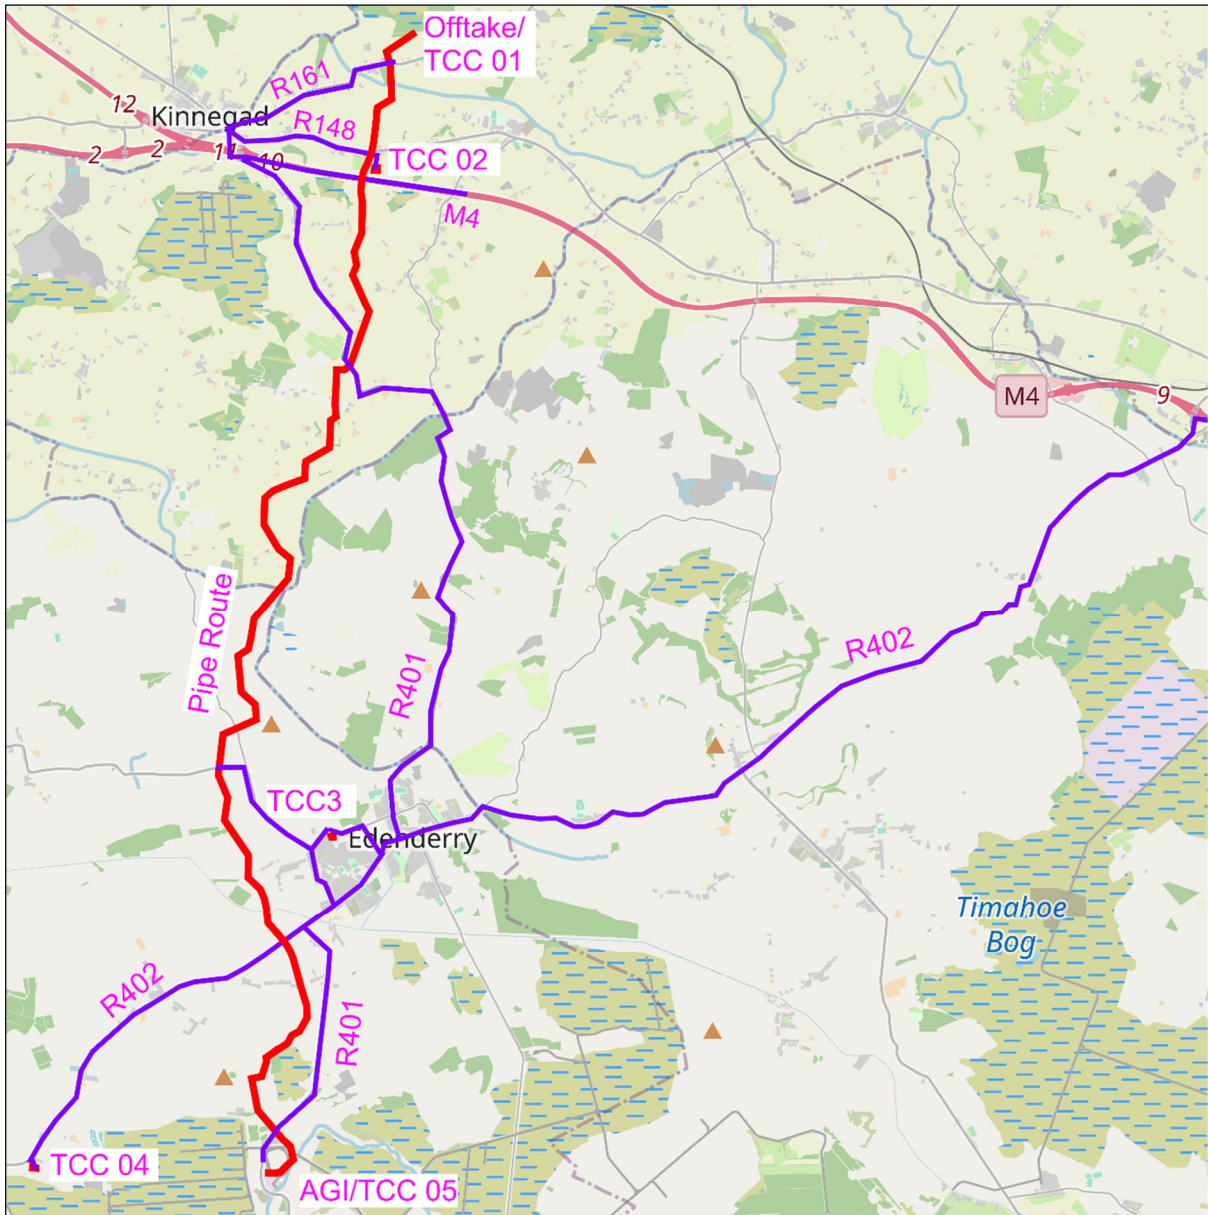 Offtake/
TCC 01
R161
12
Kinnegad
R148
2
2
11
10
TCC 02
M4
M4
9
Pipe Route
R401
R402
TCC3
Edenderry
Timahoe
Bog
R402
R401
TCC 04
AGI/TCC 05